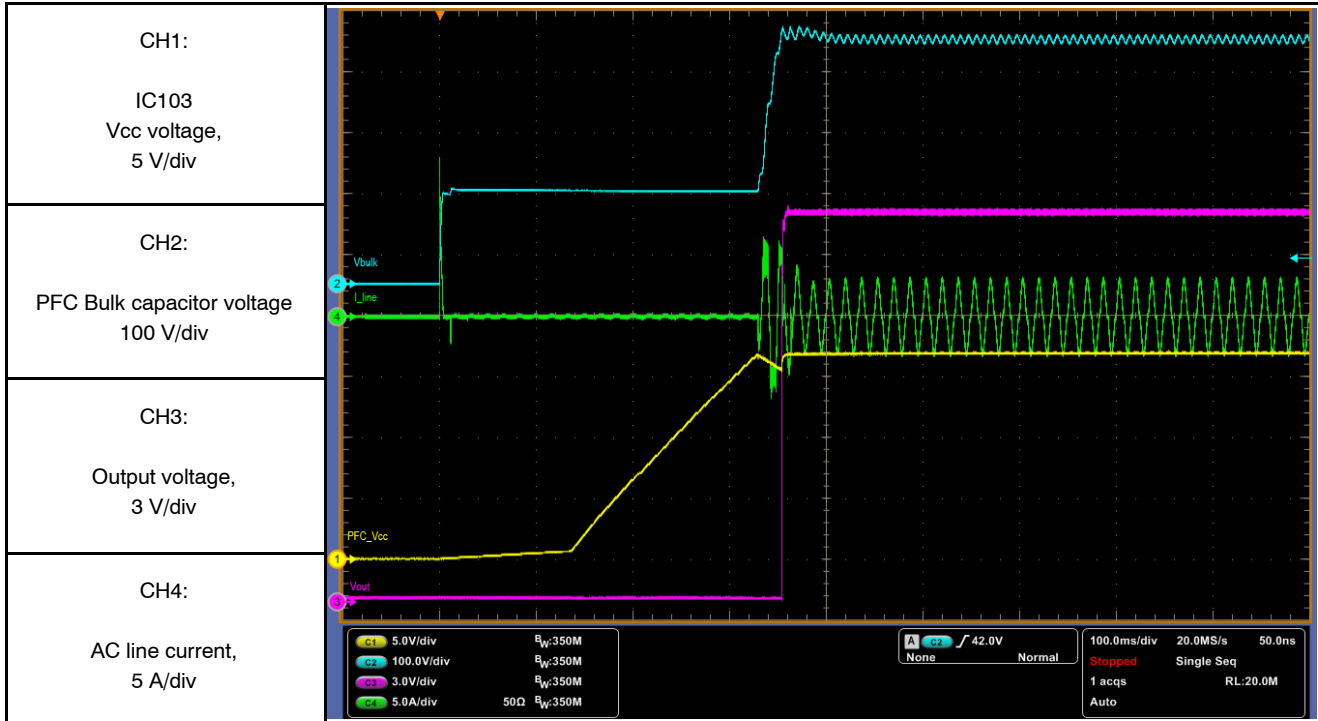 CH1:
IC103
Vcc voltage,
5 V/div
CH2:
PFC Bulk capacitor voltage
100 V/div
CH3:
Output voltage,
3 V/div
CH4:
AC line current,
5 A/div
Vbulk
2
I_line
4
PFC_Vcc
1
Vout
3
C1 5.0V/div BW:350M
C2 100.0V/div BW:350M
C3 3.0V/div BW:350M
C4 5.0A/div 50Ω BW:350M
A C2 42.0V
None Normal
100.0ms/div 20.0MS/s 50.0ns
Stopped Single Seq
1 acqs RL:20.0M
Auto